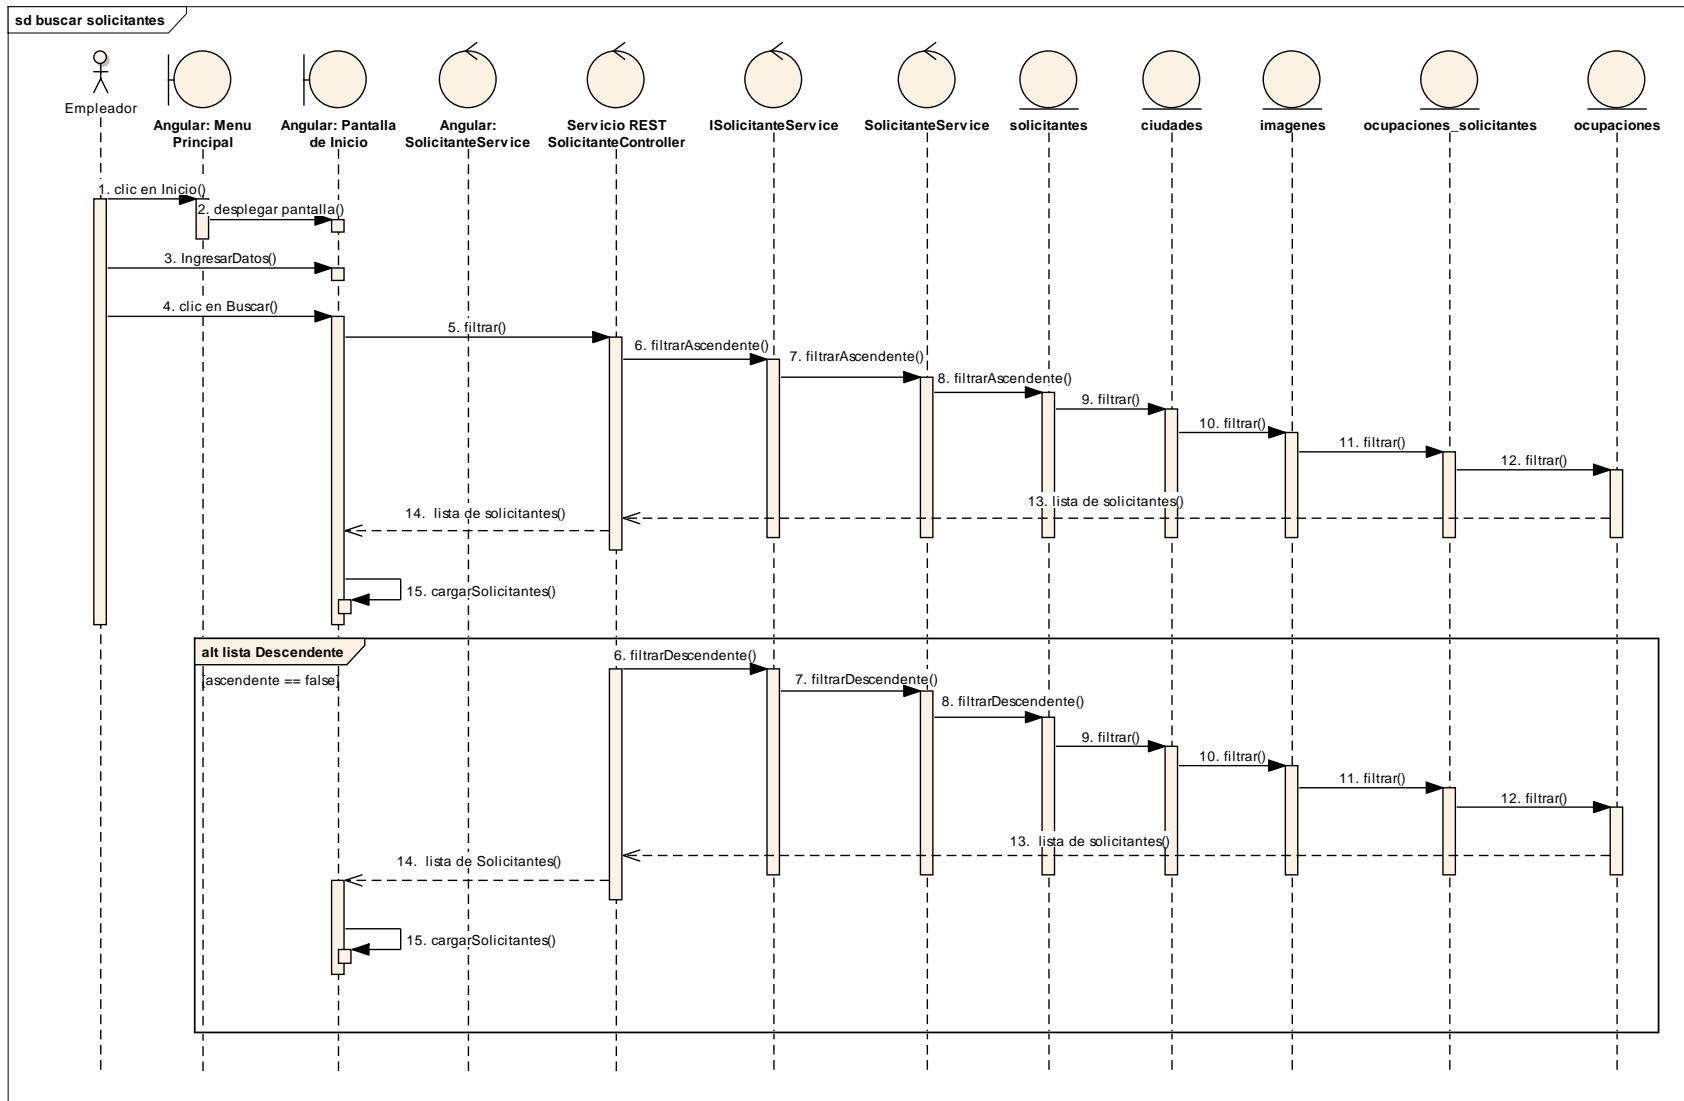 sd buscar solicitantes
Empleador
Angular: Menu
Principal
Angular: Pantalla
de Inicio
Angular:
SolicitanteService
Servicio REST
SolicitanteController
ISolicitanteService
SolicitanteService
solicitantes
ciudades
imagenes
ocupaciones_solicitantes
ocupaciones
1. clic en Inicio()
2. desplegar pantalla()
3. IngresarDatos()
4. clic en Buscar()
5. filtrar()
6. filtrarAscendente()
7. filtrarAscendente()
8. filtrarAscendente()
9. filtrar()
10. filtrar()
11. filtrar()
12. filtrar()
13. lista de solicitantes()
14. lista de solicitantes()
15. cargarSolicitantes()
alt lista Descendente
[ascendente == false]
6. filtrarDescendente()
7. filtrarDescendente()
8. filtrarDescendente()
9. filtrar()
10. filtrar()
11. filtrar()
12. filtrar()
13. lista de solicitantes()
14. lista de Solicitantes()
15. cargarSolicitantes()